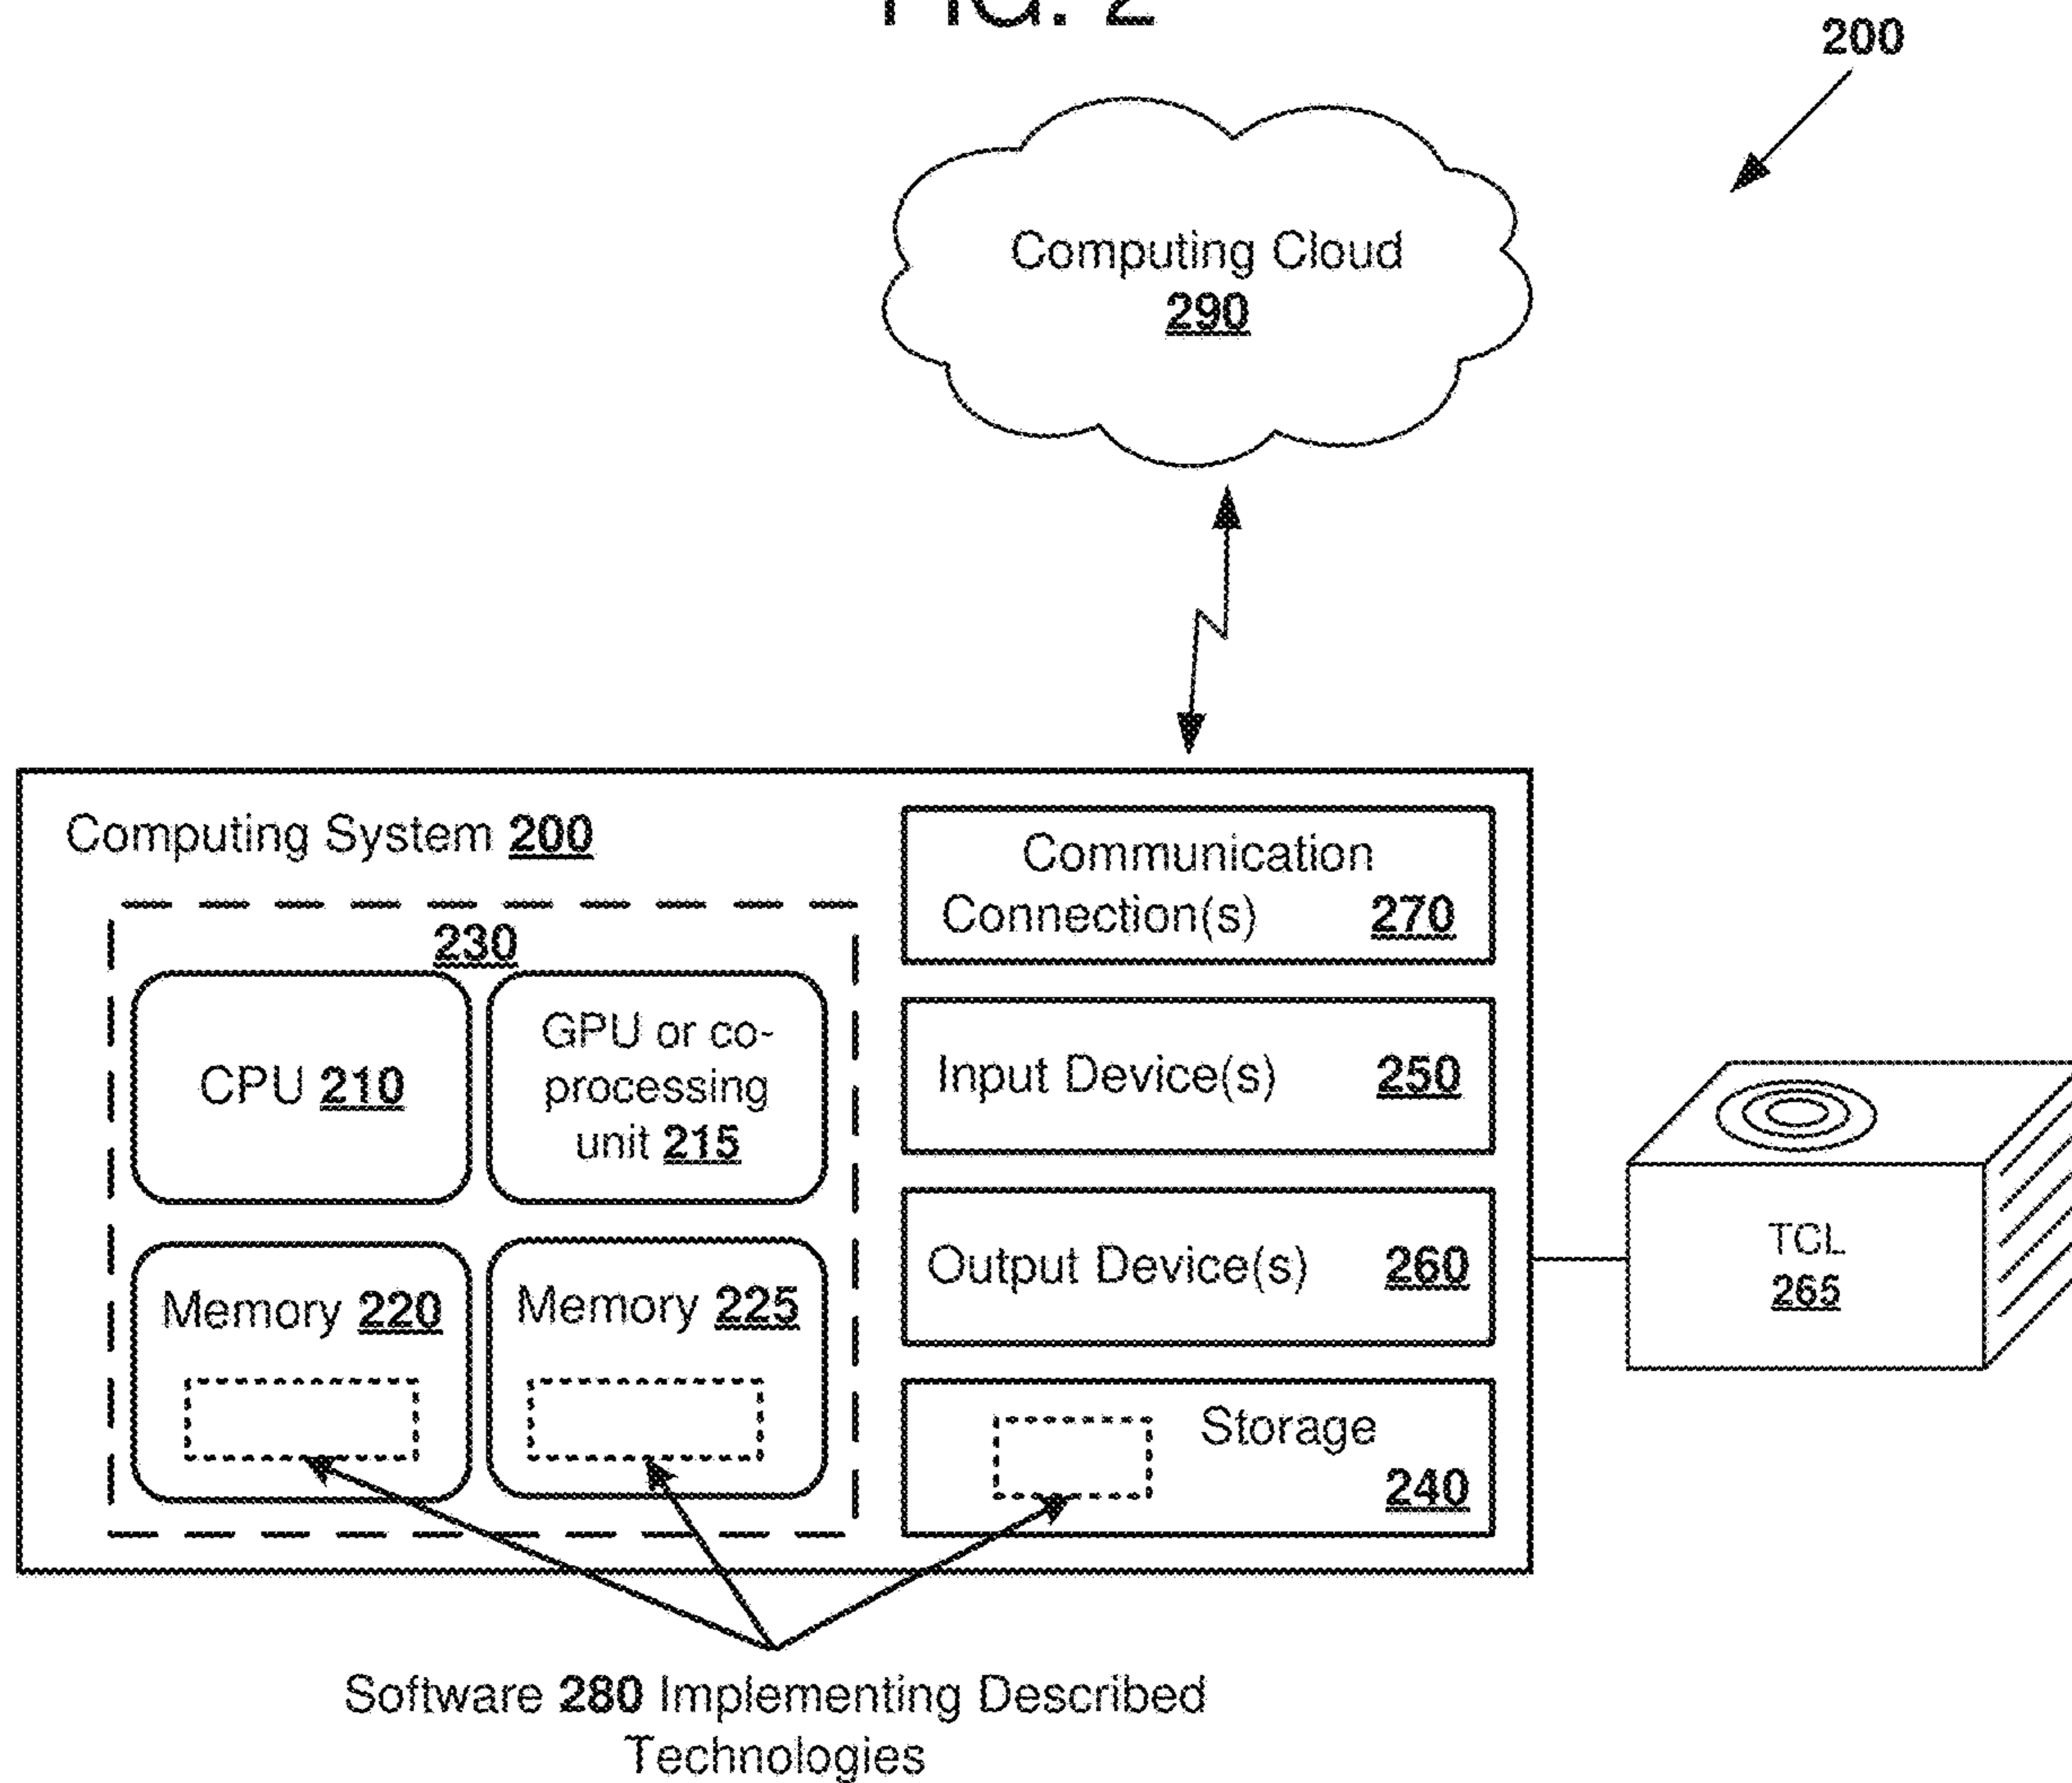 FIG. 2
200
Computing Cloud
290
Computing System 200
230
CPU 210
GPU or co-
processing
unit 215
Memory 220
Memory 225
Communication
Connection(s) 270
Input Device(s) 250
Output Device(s) 260
Storage
240
TCL
265
Software 280 Implementing Described
Technologies